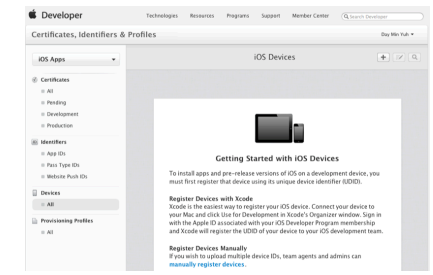 Developer
Technologies Resources Programs Support Member Center Search Developer
Certificates, Identifiers & Profiles
Day Min Yuh
iOS Apps
iOS Devices
Certificates
All
Pending
Development
Production
Identifiers
App IDs
Pass Type IDs
Website Push IDs
Devices
All
Provisioning Profiles
All
Getting Started with iOS Devices
To install apps and pre-release versions of iOS on a development device, you
must first register that device using its unique device identifier (UDID).
Register Devices with Xcode
Xcode is the easiest way to register your iOS device. Connect your device to
your Mac and click Use for Development in Xcode's Organizer window. Sign in
with the Apple ID associated with your iOS Developer Program membership
and Xcode will register the UDID of your device to your iOS development team.
Register Devices Manually
If you wish to upload multiple device IDs, team agents and admins can
manually register devices.